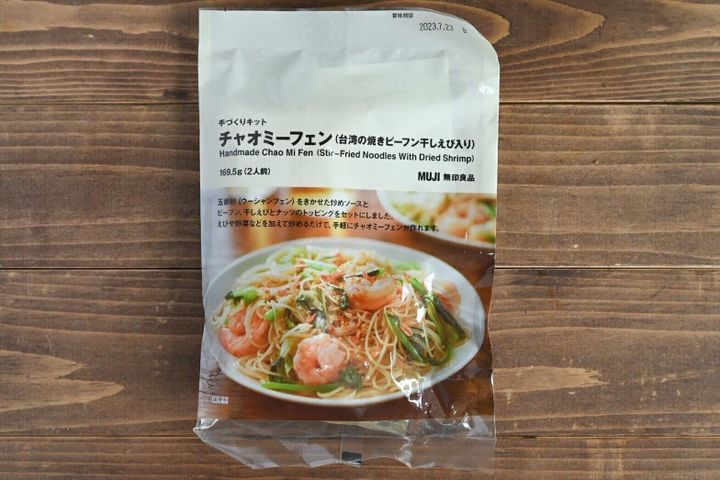 賞味期限
2023.7.23
手づくりキット
チャオミーフェン(台湾の焼きビーフン干しえび入り)
Handmade Chao Mi Fen (Stir-Fried Noodles With Dried Shrimp)
169.5g(2人前)
MUJI 無印良品
五香粉(ウーシャンフェン)をきかせた炒めソースと
ビーフン、干しえびとナッツのトッピングをセットにしました。
えびや野菜などを加えて炒めるだけで、手軽にチャオミーフェンが作れます。